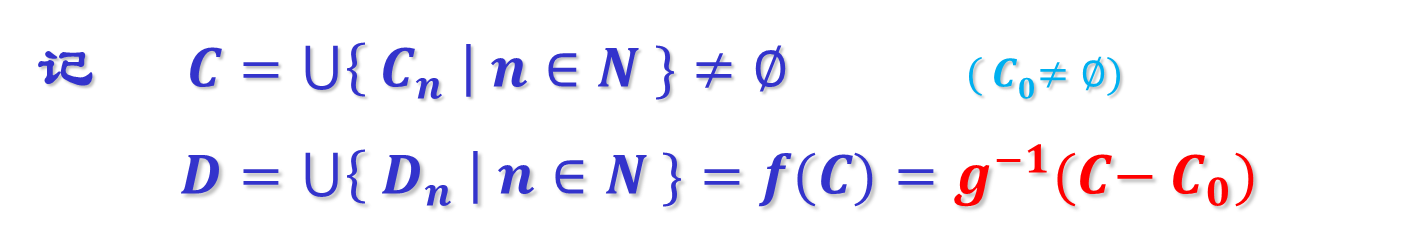 记 C = ∪{ Cₙ | n ∈ N } ≠ ∅ ( C₀ ≠ ∅)
D = ∪{ Dₙ | n ∈ N } = f(C) = g⁻¹(C− C₀)